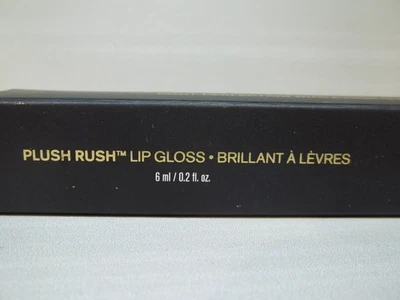 PLUSH RUSH™ LIP GLOSS • BRILLANT À LÈVRES
6 ml / 0.2 fl. oz.